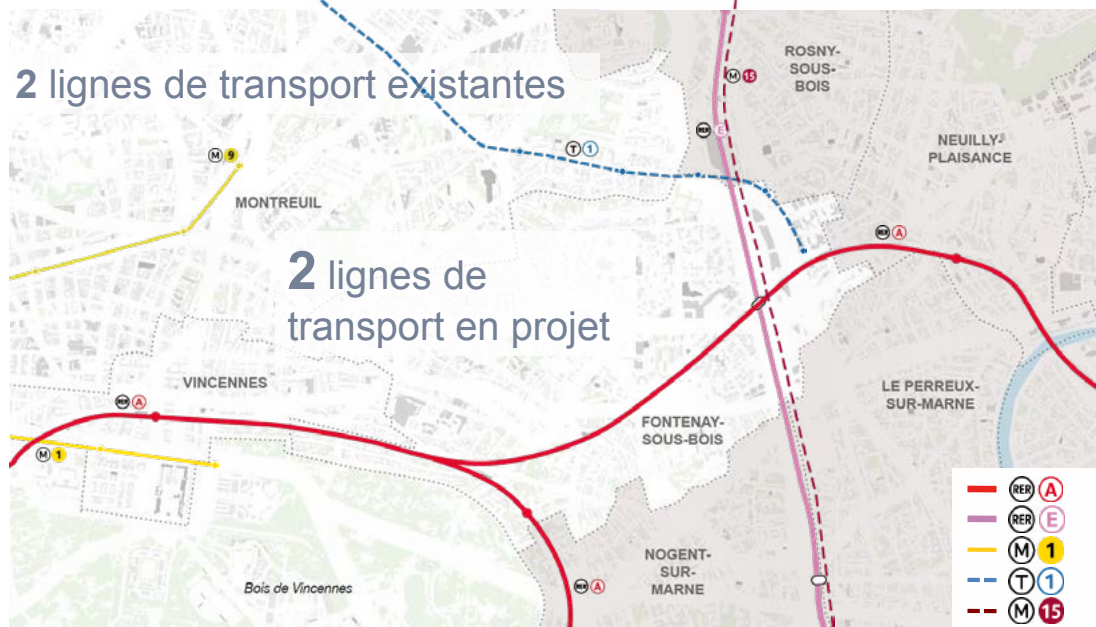 2 lignes de transport existantes
ROSNY-
SOUS-
BOIS
M 15
RER E
T 1
NEUILLY-
PLAISANCE
M 9
MONTREUIL
RER A
2 lignes de
transport en projet
VINCENNES
RER A
LE PERREUX-
SUR-MARNE
FONTENAY-
SOUS-BOIS
M 1
NOGENT-
SUR-
MARNE
Bois de Vincennes
RER A
RER A
RER E
M 1
T 1
M 15